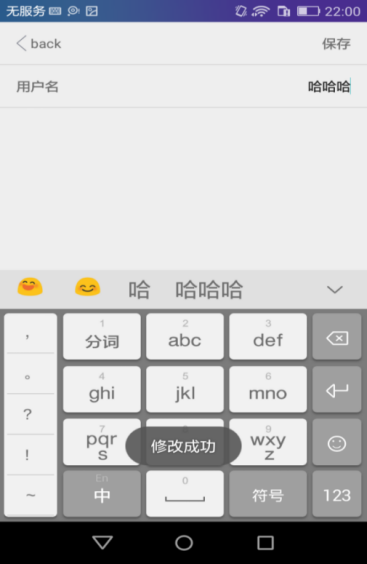 无服务 22:00
back 保存
用户名 哈哈哈
哈 哈哈哈
, 1 分词 2 abc 3 def
。 4 ghi 5 jkl 6 mno
?
! 7 pqrs 9 wxyz
修改成功
~ En 中 0 符号 123